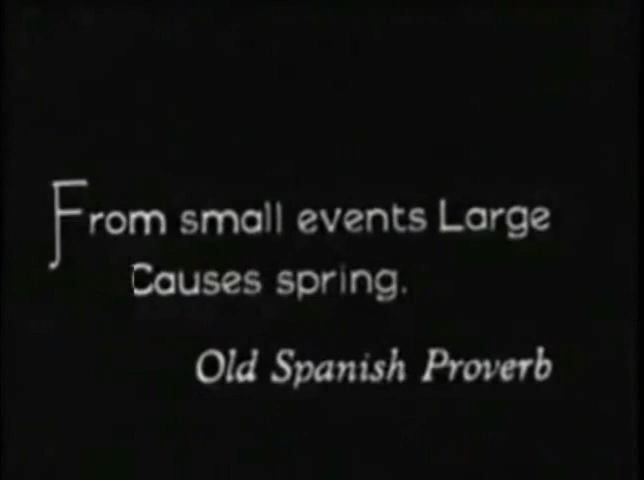 From small events Large
Causes spring.
Old Spanish Proverb